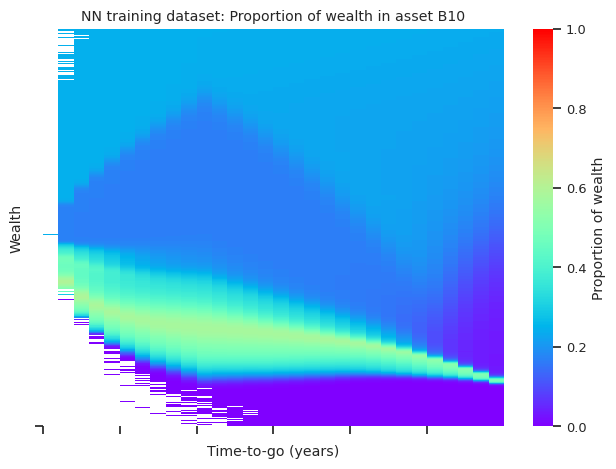 NN training dataset: Proportion of wealth in asset B10
1.0
0.8
0.6
0.4
0.2
0.0
Proportion of wealth
Wealth
Time-to-go (years)